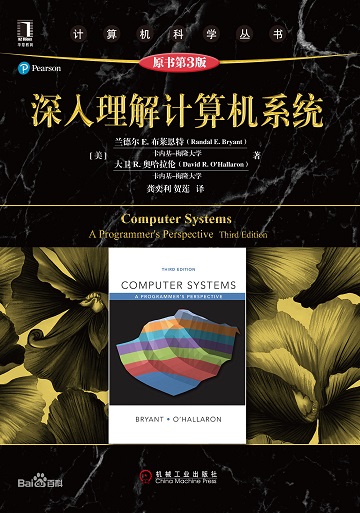 华章教育
计算机科学丛书
Pearson
原书第3版
深入理解计算机系统
兰德尔 E. 布莱恩特（Randal E. Bryant）
卡内基-梅隆大学
[美]
著
大卫 R. 奥哈拉伦（David R. O'Hallaron）
卡内基-梅隆大学
龚奕利 贺莲 译
Computer Systems
A Programmer's Perspective Third Edition
THIRD EDITION
COMPUTER SYSTEMS
A PROGRAMMER'S PERSPECTIVE
BRYANT • O'HALLARON
Bai百科
机械工业出版社
China Machine Press